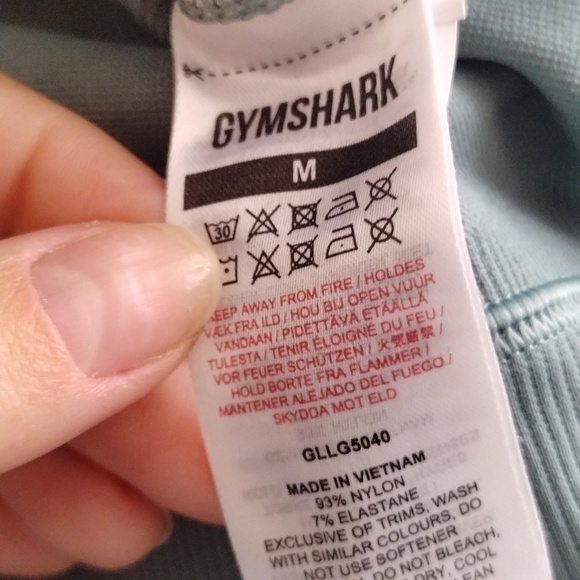 GYMSHARK
M
30
KEEP AWAY FROM FIRE / HOLDES
VÆK FRA ILD / HOU BIJ OPEN VUUR
VANDAAN / PIDETTÄVÄ ETÄÄLLÄ
TULESTA / TENIR ÉLOIGNÉ DU FEU /
VOR FEUER SCHÜTZEN / 火気厳禁 /
HOLD BORTE FRA FLAMMER /
MANTENER ALEJADO DEL FUEGO /
SKYDDA MOT ELD
GLLG5040
MADE IN VIETNAM
93% NYLON
7% ELASTANE
EXCLUSIVE OF TRIMS, WASH
WITH SIMILAR COLOURS, DO
NOT USE SOFTENER
DO NOT BLEACH,
DRY, COOL